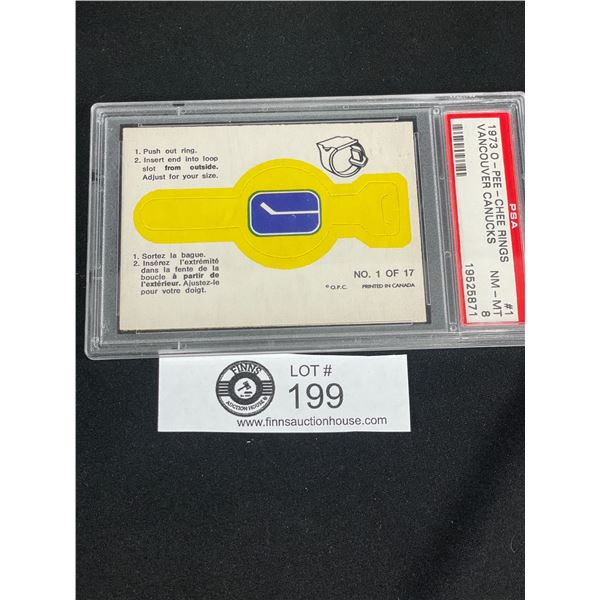 1. Push out ring.
2. Insert end into loop
slot from outside.
Adjust for your size.
1. Sortez la bague.
2. Insérez l'extrémité
dans la fente de la
boucle à partir de
l'extérieur. Ajustez-le
pour votre doigt.
NO. 1 OF 17
© O.P.C. PRINTED IN CANADA
PSA
1973 O-PEE-CHEE RINGS #1
VANCOUVER CANUCKS NM-MT 8
19525871
FINNS
AUCTION HOUSE
LOT #
199
www.finnsauctionhouse.com